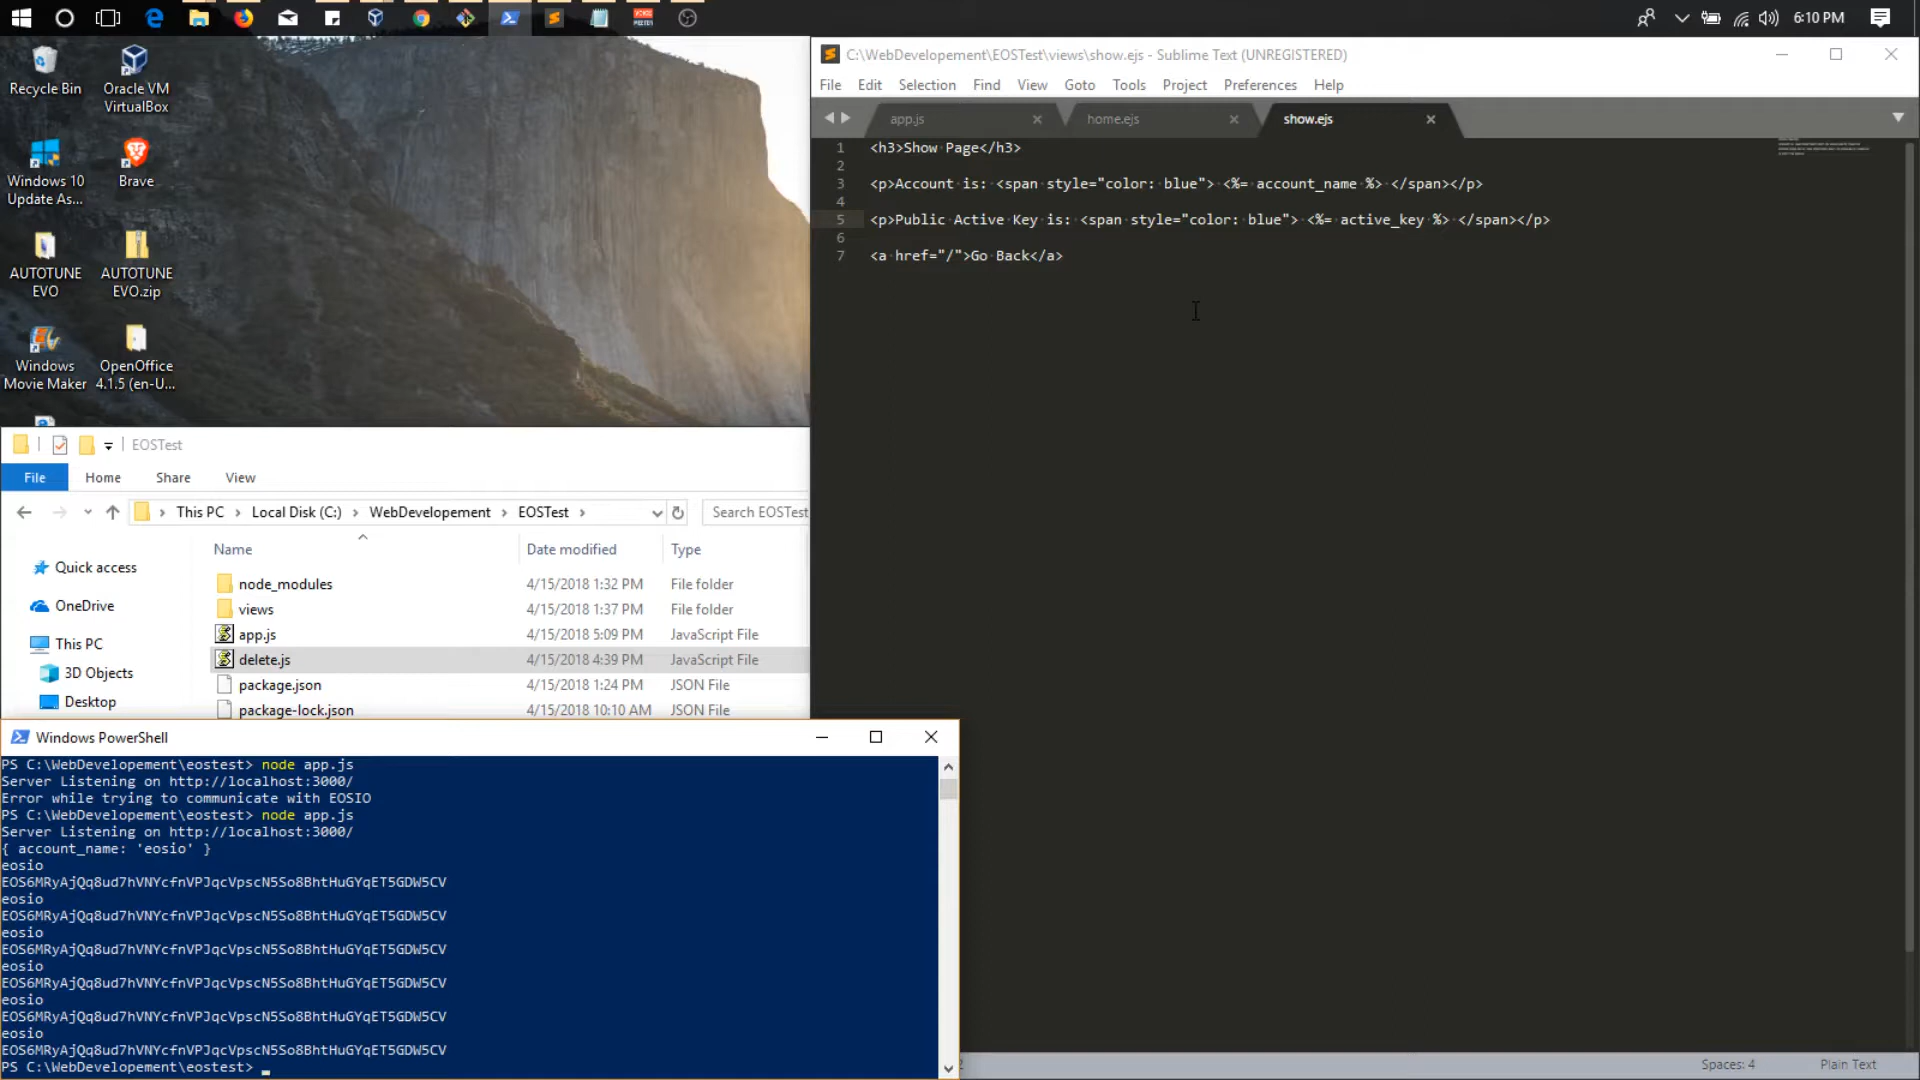 6:10 PM
Recycle Bin
Oracle VM VirtualBox
Windows 10 Update As...
Brave
AUTOTUNE EVO
AUTOTUNE EVO.zip
Windows Movie Maker
OpenOffice 4.1.5 (en-U...
C:\WebDevelopement\EOSTest\views\show.ejs - Sublime Text (UNREGISTERED)
File Edit Selection Find View Goto Tools Project Preferences Help
app.js home.ejs show.ejs
1 <h3>Show Page</h3>
2
3 <p>Account is: <span style="color: blue"> <%= account_name %> </span></p>
4
5 <p>Public Active Key is: <span style="color: blue"> <%= active_key %> </span></p>
6
7 <a href="/">Go Back</a>
Spaces: 4 Plain Text
EOSTest
File Home Share View
This PC > Local Disk (C:) > WebDevelopement > EOSTest >
Search EOSTest
Name Date modified Type
Quick access
OneDrive
This PC
3D Objects
Desktop
node_modules 4/15/2018 1:32 PM File folder
views 4/15/2018 1:37 PM File folder
app.js 4/15/2018 5:09 PM JavaScript File
delete.js 4/15/2018 4:39 PM JavaScript File
package.json 4/15/2018 1:24 PM JSON File
package-lock.json 4/15/2018 10:10 AM JSON File
Windows PowerShell
PS C:\WebDevelopement\eostest> node app.js
Server Listening on http://localhost:3000/
Error while trying to communicate with EOSIO
PS C:\WebDevelopement\eostest> node app.js
Server Listening on http://localhost:3000/
{ account_name: 'eosio' }
eosio
EOS6MRyAjQq8ud7hVNYcfnVPJqcVpscN5So8BhtHuGYqET5GDW5CV
eosio
EOS6MRyAjQq8ud7hVNYcfnVPJqcVpscN5So8BhtHuGYqET5GDW5CV
eosio
EOS6MRyAjQq8ud7hVNYcfnVPJqcVpscN5So8BhtHuGYqET5GDW5CV
eosio
EOS6MRyAjQq8ud7hVNYcfnVPJqcVpscN5So8BhtHuGYqET5GDW5CV
eosio
EOS6MRyAjQq8ud7hVNYcfnVPJqcVpscN5So8BhtHuGYqET5GDW5CV
eosio
EOS6MRyAjQq8ud7hVNYcfnVPJqcVpscN5So8BhtHuGYqET5GDW5CV
PS C:\WebDevelopement\eostest>